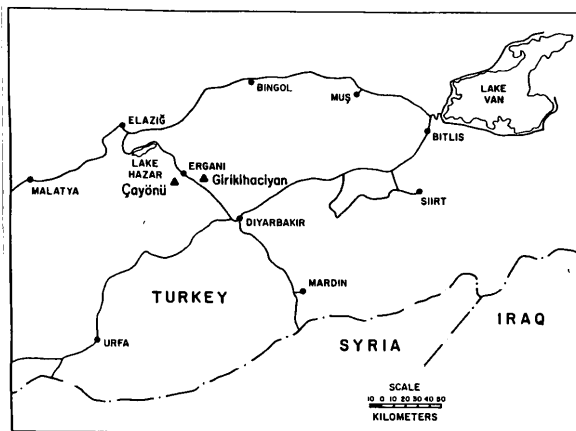 LAKE
VAN
BINGOL
MUŞ
ELAZIĞ
BITLIS
LAKE
HAZAR
ERGANI
Girikihaciyan
MALATYA
Çayönü
SIIRT
DIYARBAKIR
MARDIN
TURKEY
IRAQ
URFA
SYRIA
SCALE
10 0 10 20 30 40 50
KILOMETERS